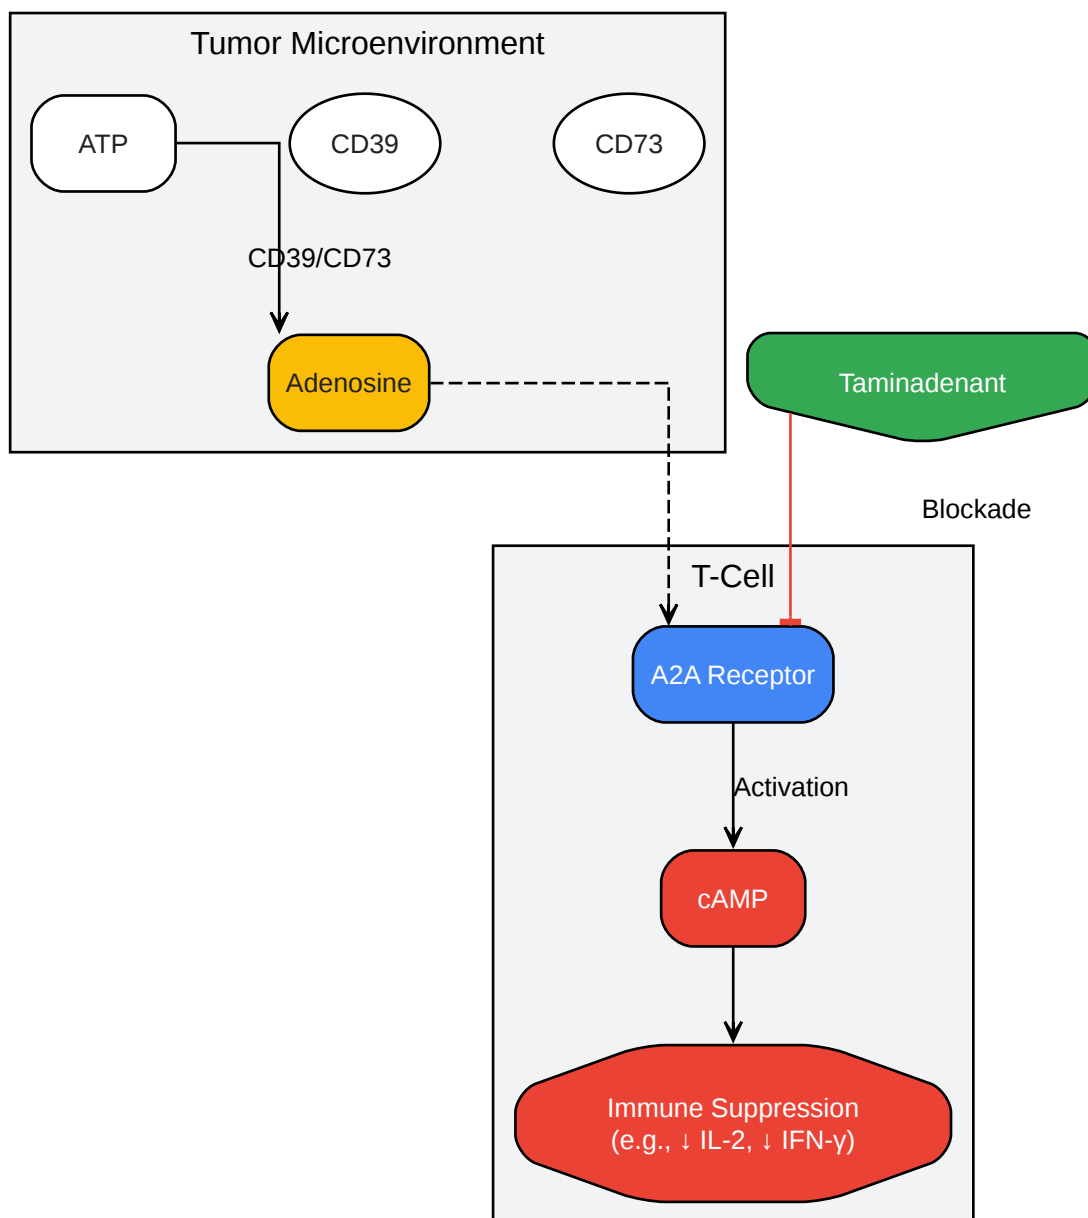 Tumor Microenvironment
ATP
CD39
CD73
CD39/CD73
Adenosine
Taminadenant
Blockade
T-Cell
A2A Receptor
Activation
cAMP
Immune Suppression
(e.g., ↓ IL-2, ↓ IFN-γ)